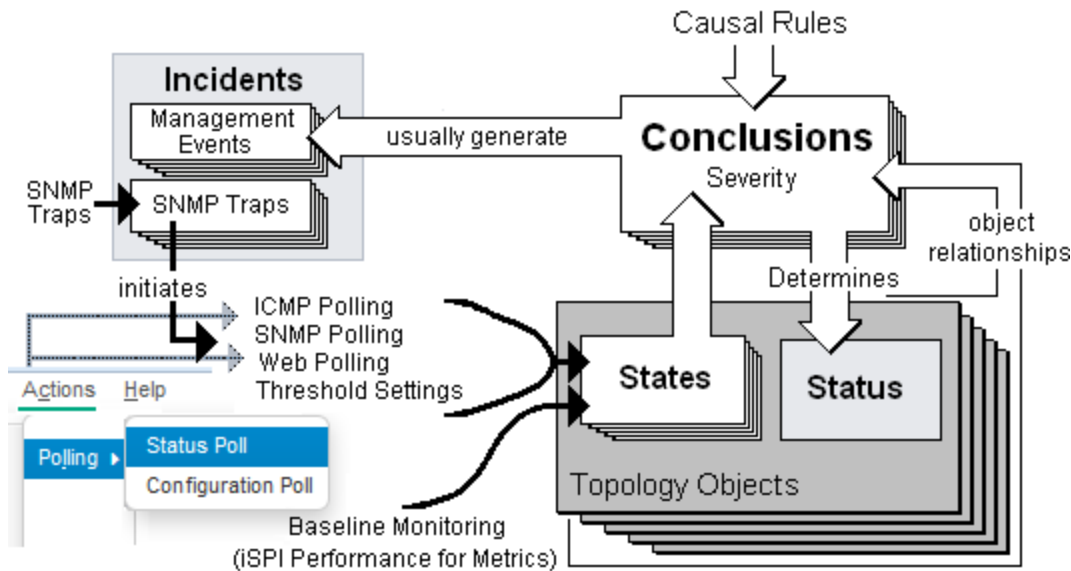 Causal Rules
Incidents
Management
Events
usually generate
Conclusions
Severity
SNMP
Traps
SNMP Traps
object
relationships
initiates
Determines
ICMP Polling
SNMP Polling
Web Polling
Threshold Settings
States
Status
Actions Help
Polling
Status Poll
Configuration Poll
Topology Objects
Baseline Monitoring
(iSPI Performance for Metrics)